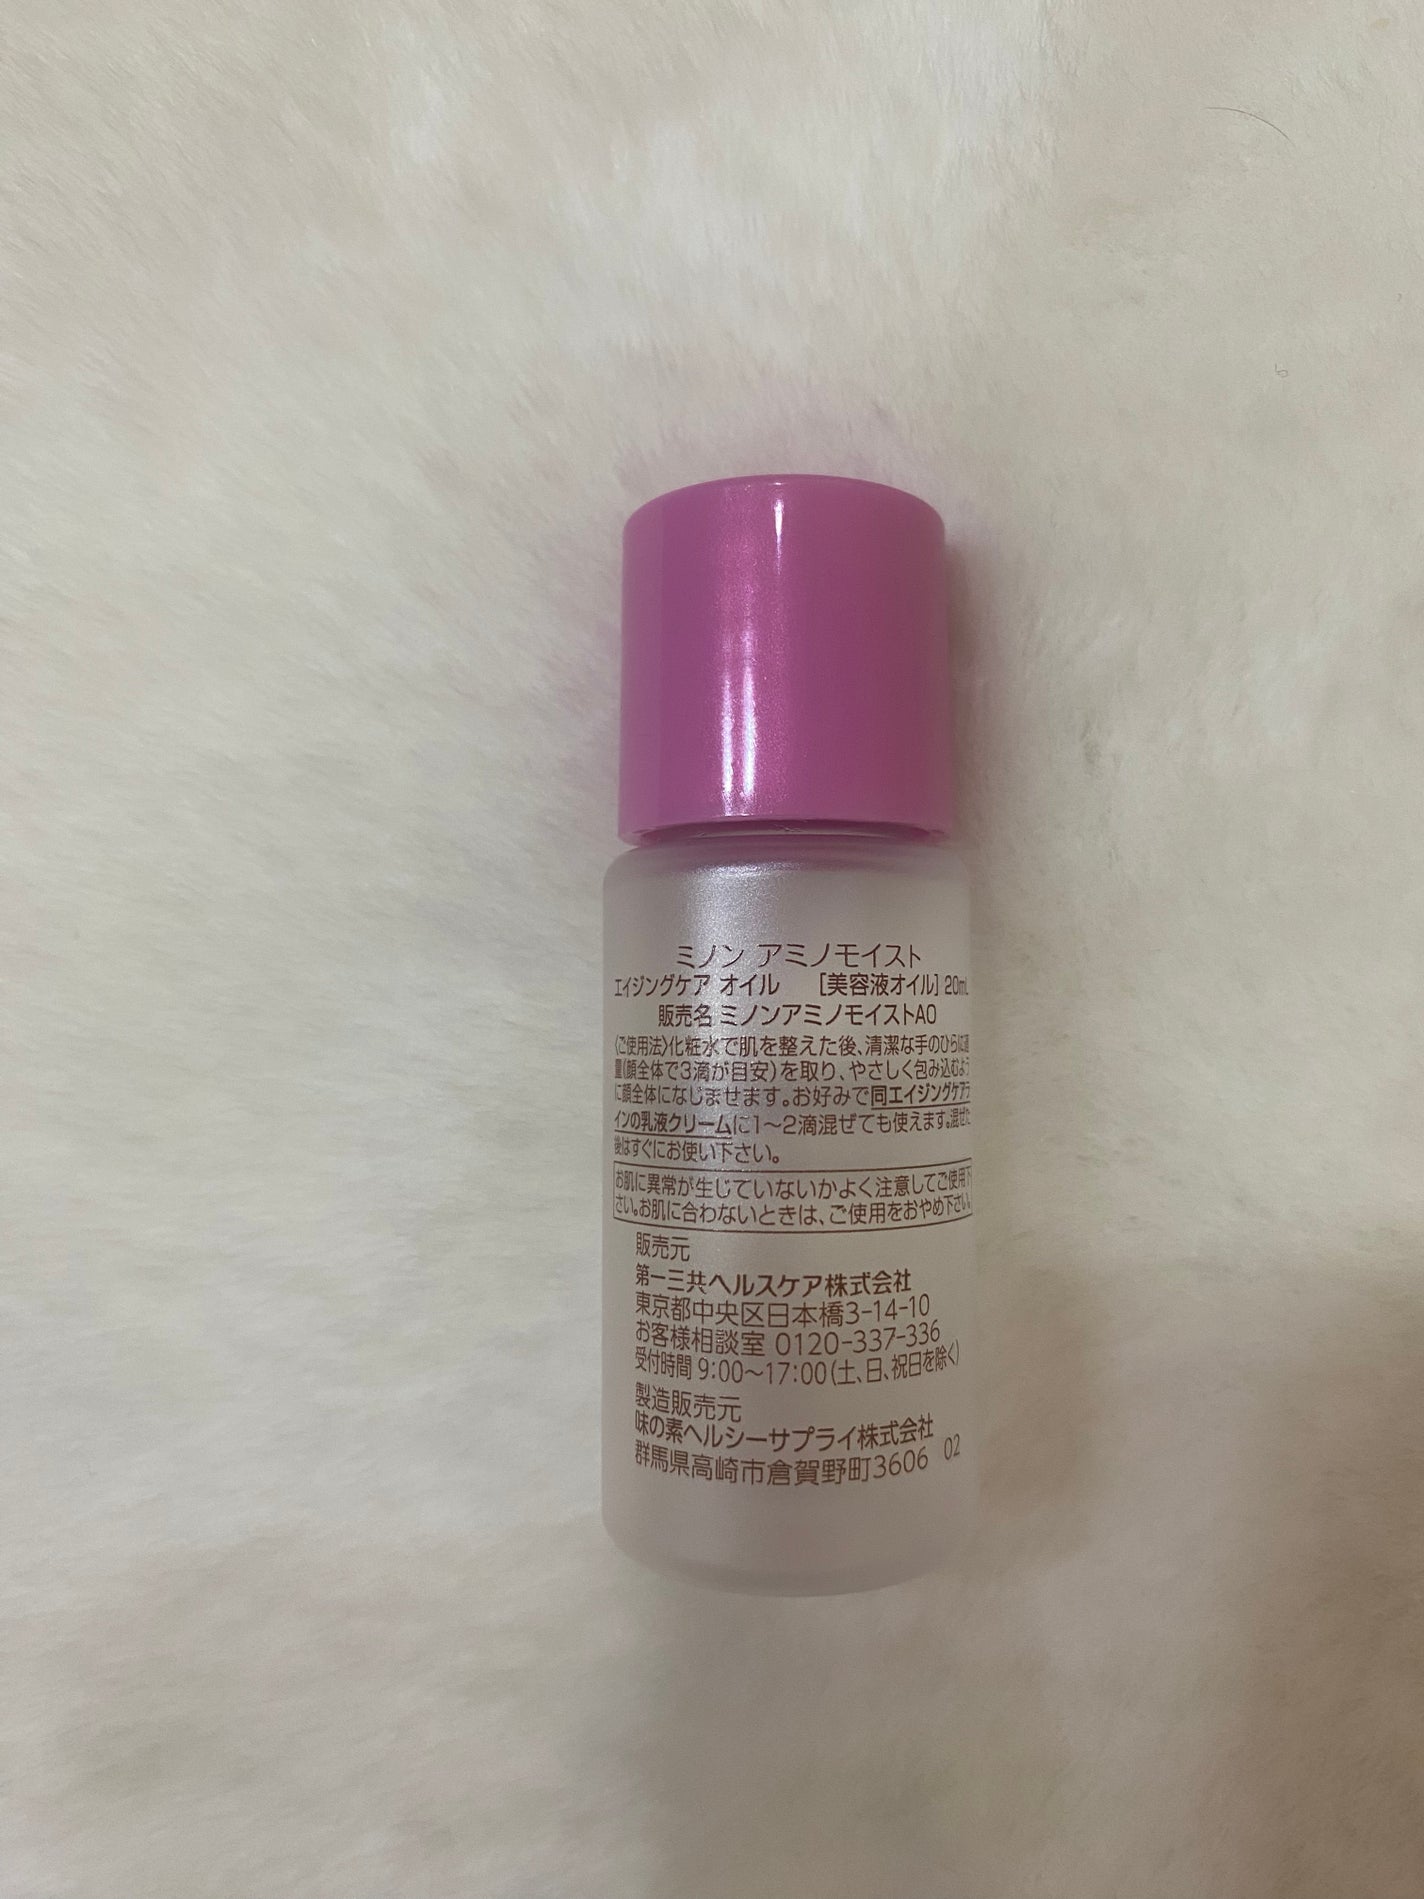 ミノン アミノモイスト
エイジングケア オイル ［美容液オイル］20mL
販売名 ミノンアミノモイストAO
〈ご使用法〉化粧水で肌を整えた後、清潔な手のひらに適
量(顔全体で3滴が目安)を取り、やさしく包み込むよう
に顔全体になじませます。お好みで同エイジングケアラ
インの乳液クリームに1〜2滴混ぜても使えます。混ぜた
後はすぐにお使い下さい。
お肌に異常が生じていないかよく注意してご使用下
さい。お肌に合わないときは、ご使用をおやめ下さい。
販売元
第一三共ヘルスケア株式会社
東京都中央区日本橋3-14-10
お客様相談室 0120-337-336
受付時間 9:00〜17:00(土、日、祝日を除く)
製造販売元
味の素ヘルシーサプライ株式会社
群馬県高崎市倉賀野町3606 02